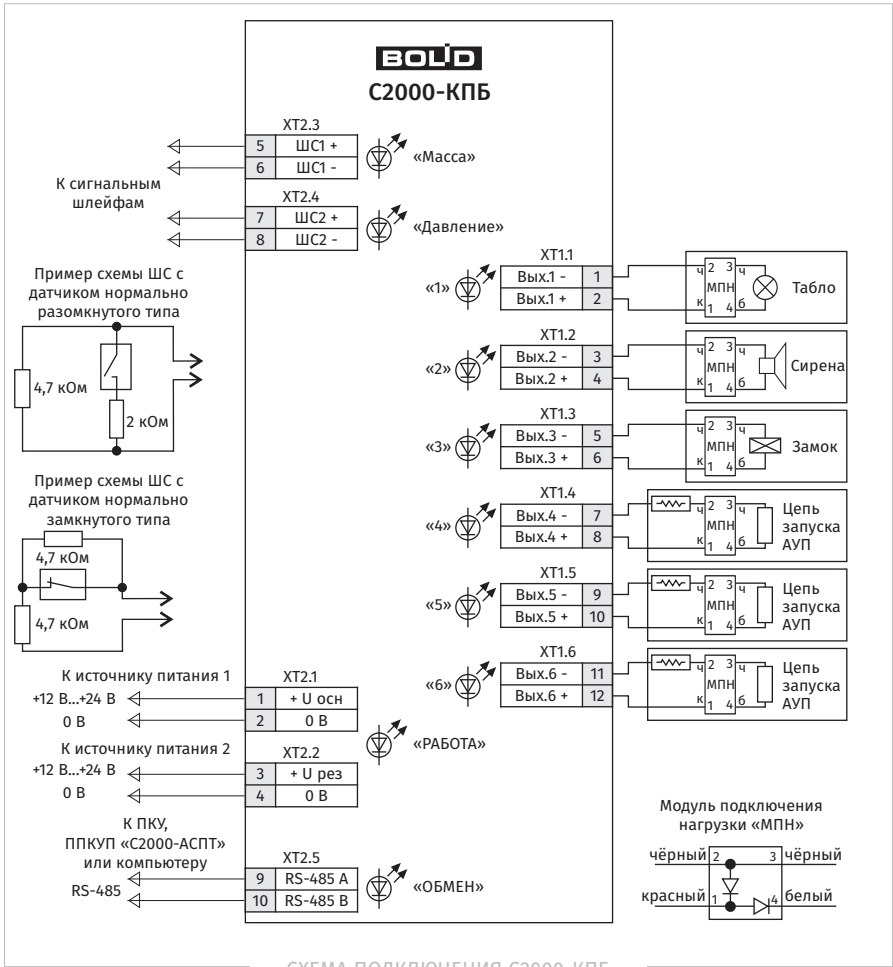 BOLID
С2000-КПБ
XT2.3
5 ШС1 +
6 ШС1 -
«Масса»
К сигнальным
шлейфам
XT2.4
7 ШС2 +
8 ШС2 -
«Давление»
Пример схемы ШС с
датчиком нормально
разомкнутого типа
4,7 кОм
2 кОм
Пример схемы ШС с
датчиком нормально
замкнутого типа
4,7 кОм
4,7 кОм
К источнику питания 1
+12 В...+24 В
0 В
XT2.1
1 + U осн
2 0 В
«РАБОТА»
К источнику питания 2
+12 В...+24 В
0 В
XT2.2
3 + U рез
4 0 В
К ПКУ,
ППКУП «С2000-АСПТ»
или компьютеру
RS-485
XT2.5
9 RS-485 A
10 RS-485 B
«ОБМЕН»
XT1.1
«1»
Вых.1 - 1
Вых.1 + 2
ч 2 3 ч
МПН
к 1 4 б
Табло
XT1.2
«2»
Вых.2 - 3
Вых.2 + 4
ч 2 3 ч
МПН
к 1 4 б
Сирена
XT1.3
«3»
Вых.3 - 5
Вых.3 + 6
ч 2 3 ч
МПН
к 1 4 б
Замок
XT1.4
«4»
Вых.4 - 7
Вых.4 + 8
ч 2 3 ч
МПН
к 1 4 б
Цепь
запуска
АУП
XT1.5
«5»
Вых.5 - 9
Вых.5 + 10
ч 2 3 ч
МПН
к 1 4 б
Цепь
запуска
АУП
XT1.6
«6»
Вых.6 - 11
Вых.6 + 12
ч 2 3 ч
МПН
к 1 4 б
Цепь
запуска
АУП
Модуль подключения
нагрузки «МПН»
чёрный 2 3 чёрный
красный 1 4 белый
СХЕМА ПОДКЛЮЧЕНИЯ С2000-КПБ